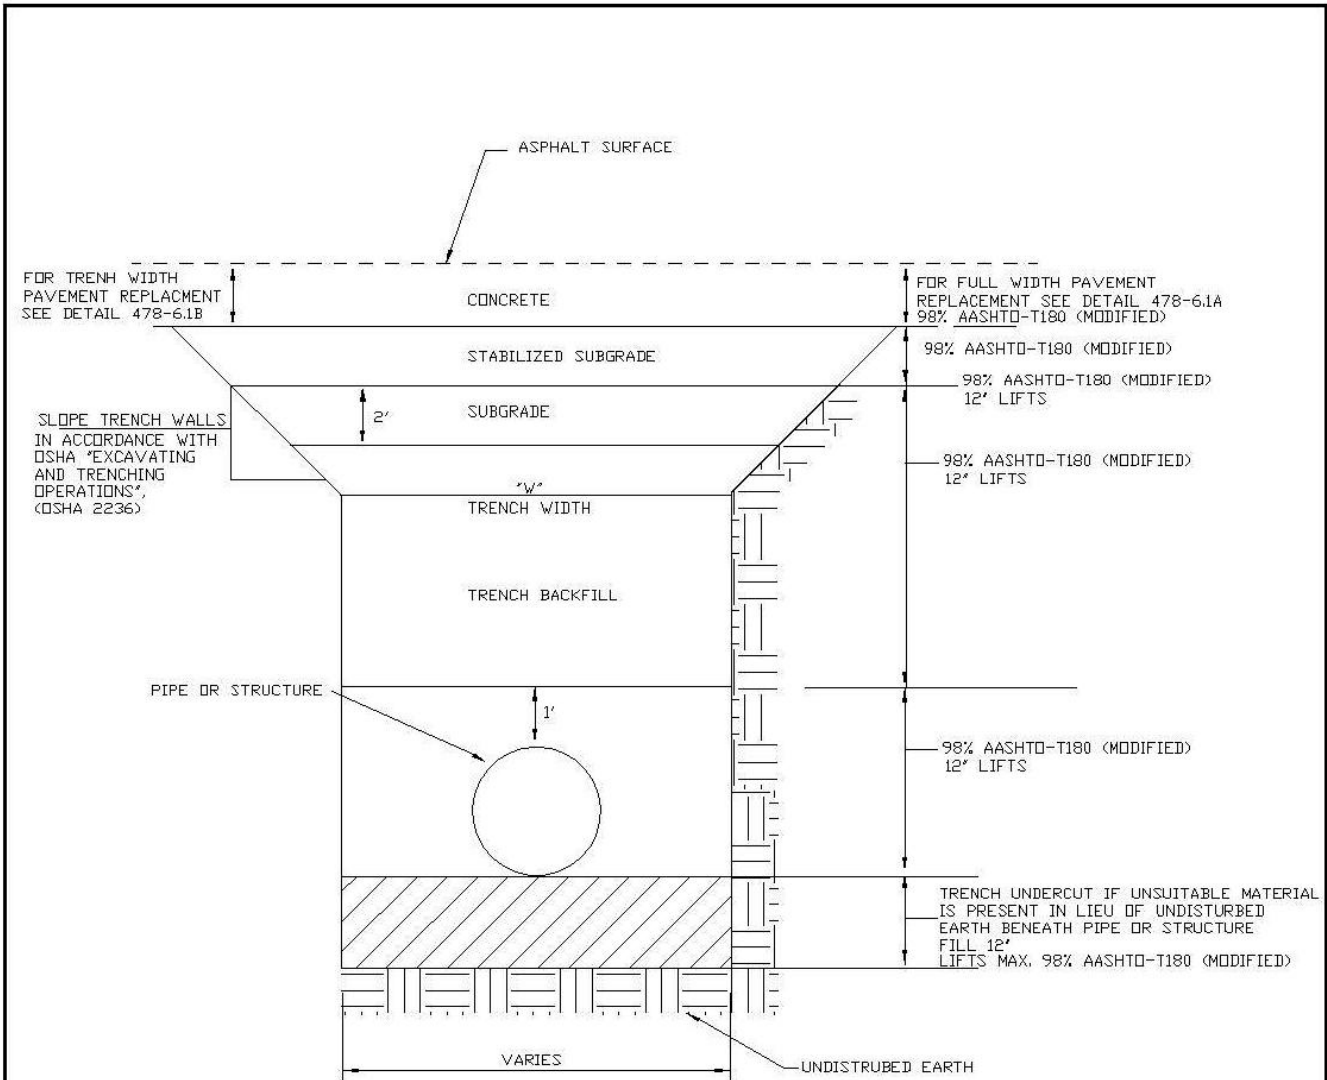 ASPHALT SURFACE
FOR TRENH WIDTH
PAVEMENT REPLACMENT
SEE DETAIL 478-6.1B
CONCRETE
FOR FULL WIDTH PAVEMENT
REPLACEMENT SEE DETAIL 478-6.1A
98% AASHTO-T180 (MODIFIED)
STABILIZED SUBGRADE
98% AASHTO-T180 (MODIFIED)
98% AASHTO-T180 (MODIFIED)
12" LIFTS
2'
SUBGRADE
SLOPE TRENCH WALLS
IN ACCORDANCE WITH
OSHA "EXCAVATING
AND TRENCHING
OPERATIONS",
(OSHA 2236)
98% AASHTO-T180 (MODIFIED)
12" LIFTS
"W"
TRENCH WIDTH
TRENCH BACKFILL
PIPE OR STRUCTURE
1'
98% AASHTO-T180 (MODIFIED)
12" LIFTS
TRENCH UNDERCUT IF UNSUITABLE MATERIAL
IS PRESENT IN LIEU OF UNDISTURBED
EARTH BENEATH PIPE OR STRUCTURE
FILL 12"
LIFTS MAX. 98% AASHTO-T180 (MODIFIED)
VARIES
UNDISTRUBED EARTH